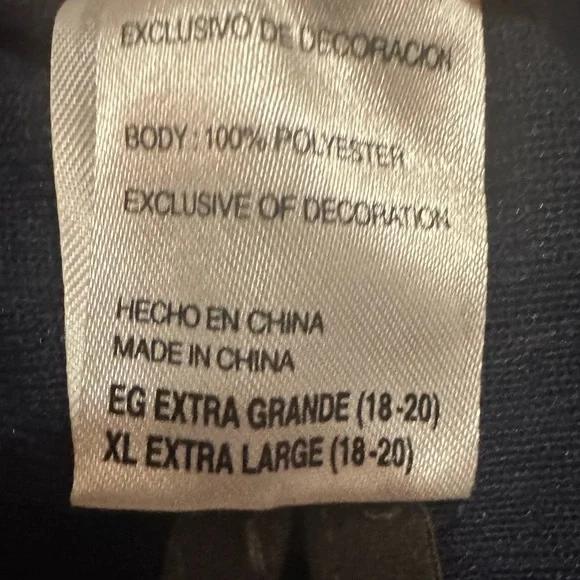 EXCLUSIVO DE DECORACION
BODY : 100% POLYESTER
EXCLUSIVE OF DECORATION
HECHO EN CHINA
MADE IN CHINA
EG EXTRA GRANDE (18-20)
XL EXTRA LARGE (18-20)